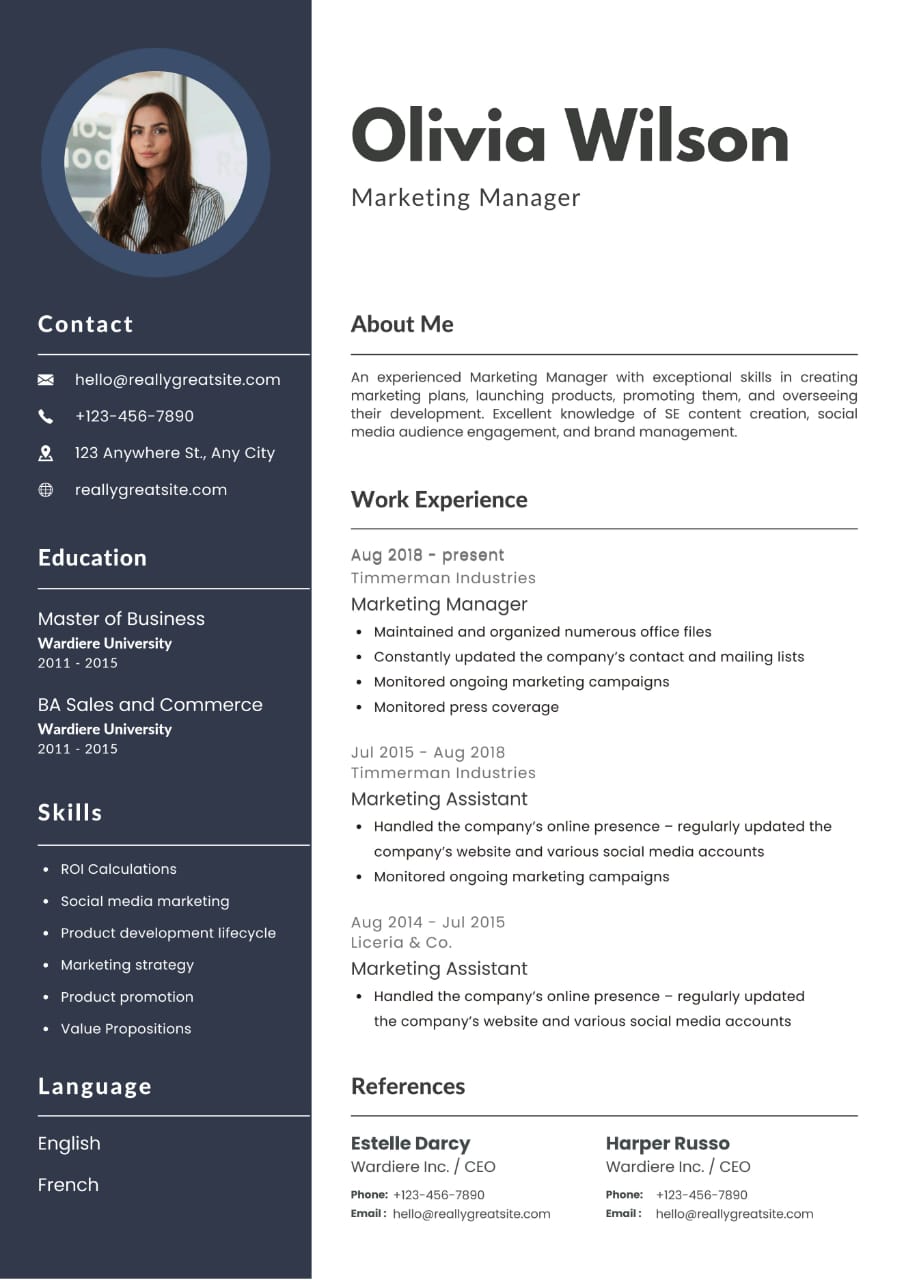 Olivia Wilson
Marketing Manager
Contact
hello@reallygreatsite.com
+123-456-7890
123 Anywhere St., Any City
reallygreatsite.com
Education
Master of Business
Wardiere University
2011 - 2015
BA Sales and Commerce
Wardiere University
2011 - 2015
Skills
• ROI Calculations
• Social media marketing
• Product development lifecycle
• Marketing strategy
• Product promotion
• Value Propositions
Language
English
French
About Me
An experienced Marketing Manager with exceptional skills in creating
marketing plans, launching products, promoting them, and overseeing
their development. Excellent knowledge of SE content creation, social
media audience engagement, and brand management.
Work Experience
Aug 2018 - present
Timmerman Industries
Marketing Manager
• Maintained and organized numerous office files
• Constantly updated the company’s contact and mailing lists
• Monitored ongoing marketing campaigns
• Monitored press coverage
Jul 2015 - Aug 2018
Timmerman Industries
Marketing Assistant
• Handled the company’s online presence – regularly updated the
company’s website and various social media accounts
• Monitored ongoing marketing campaigns
Aug 2014 - Jul 2015
Liceria & Co.
Marketing Assistant
• Handled the company’s online presence – regularly updated
the company’s website and various social media accounts
References
Estelle Darcy
Wardiere Inc. / CEO
Phone: +123-456-7890
Email : hello@reallygreatsite.com
Harper Russo
Wardiere Inc. / CEO
Phone: +123-456-7890
Email : hello@reallygreatsite.com